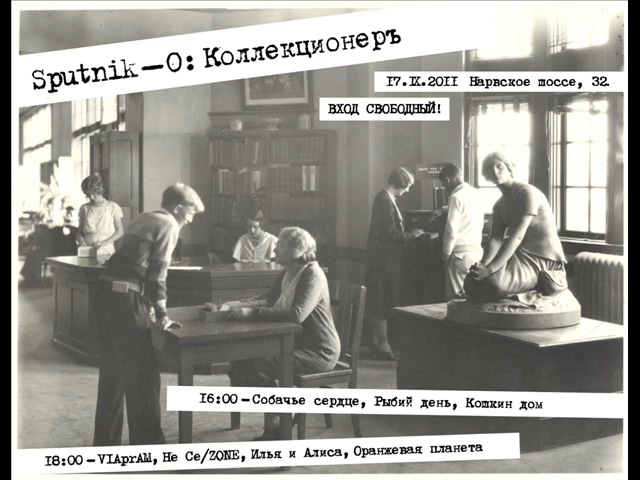 Sputnik — O: Коллекционеръ
17.IX.2011 Нарвское шоссе, 32.
ВХОД СВОБОДНЫЙ!
16:00 – Собачье сердце, Рыбий день, Кошкин дом
18:00 – VIAprAM, Не Се/ZONE, Илья и Алиса, Оранжевая планета